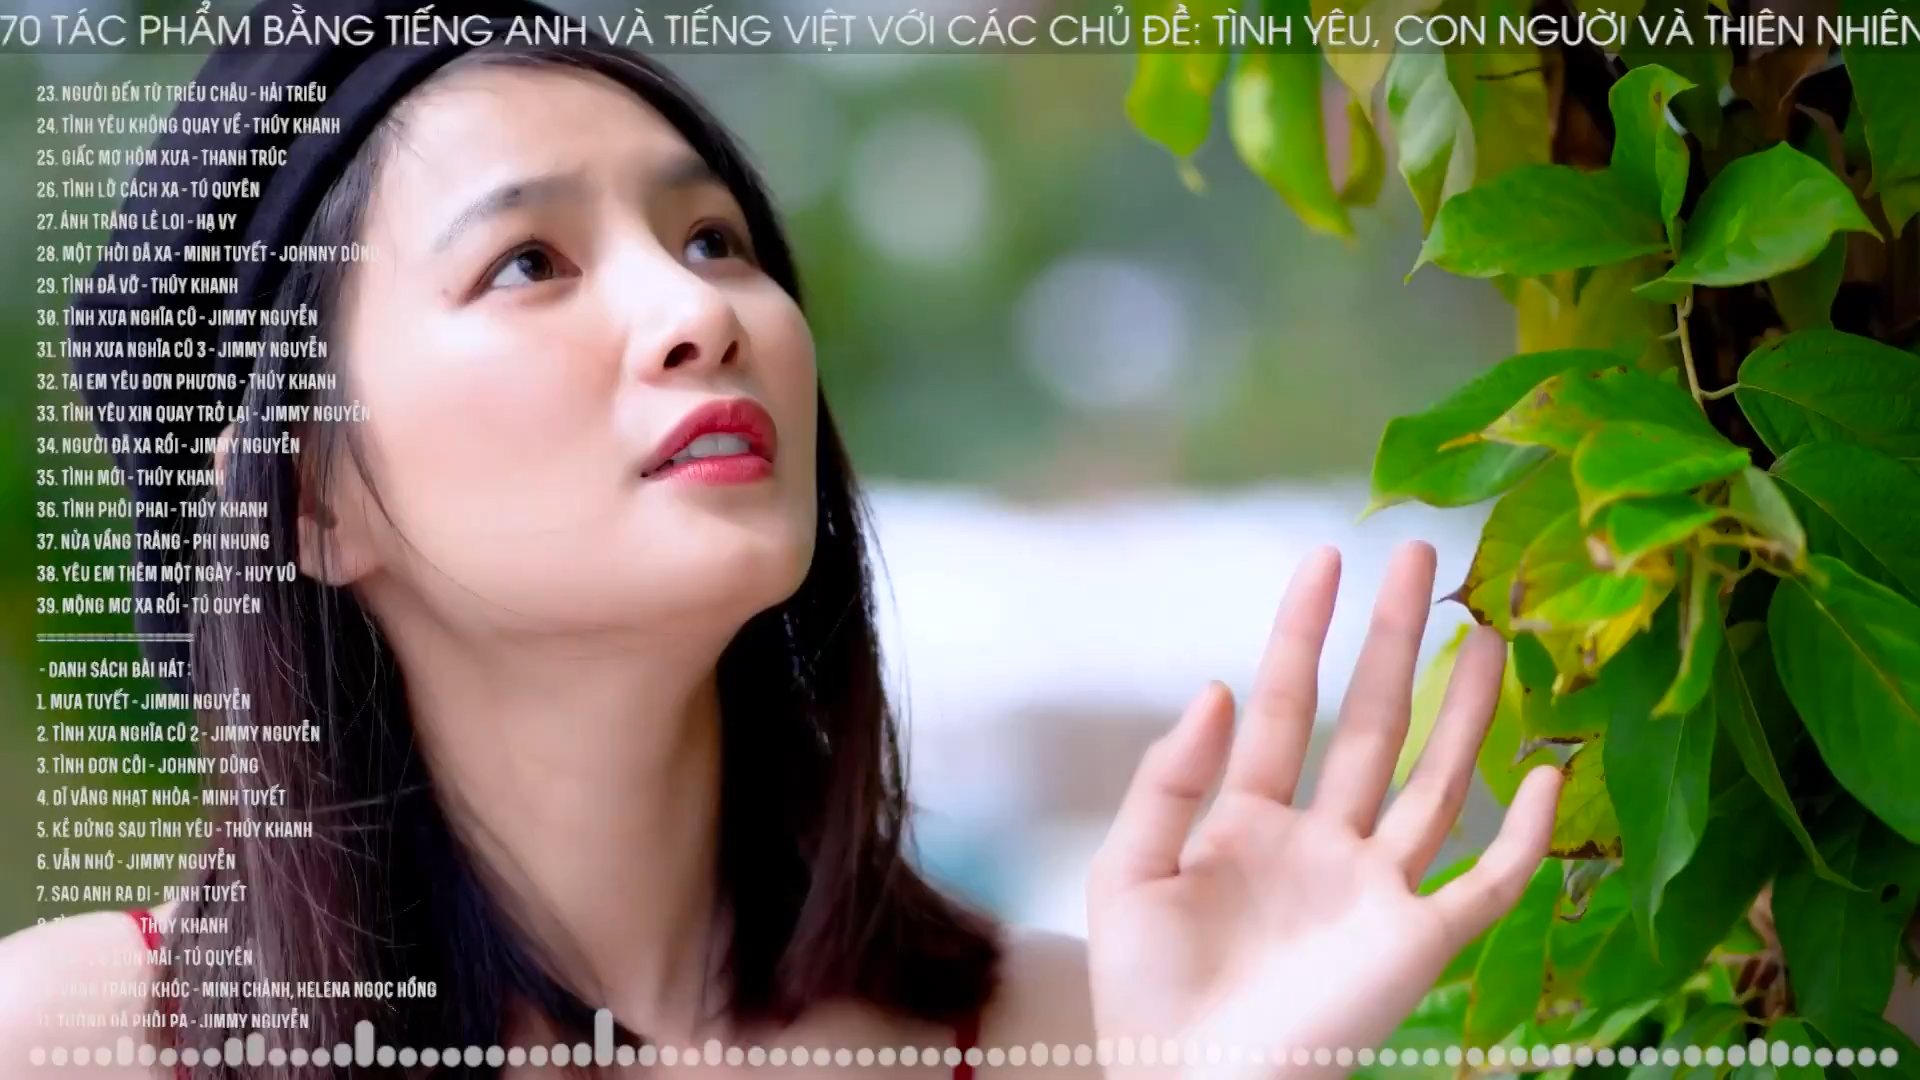 70 TÁC PHẨM BẰNG TIẾNG ANH VÀ TIẾNG VIỆT VỚI CÁC CHỦ ĐỀ: TÌNH YÊU, CON NGƯỜI VÀ THIÊN NHIÊN
23. NGƯỜI ĐẾN TỪ TRIỀU CHÂU - HẢI TRIỀU
24. TÌNH YÊU KHÔNG QUAY VỀ - THÚY KHANH
25. GIẤC MƠ HÔM XƯA - THANH TRÚC
26. TÌNH LỠ CÁCH XA - TÚ QUYÊN
27. ÁNH TRĂNG LẺ LOI - HẠ VY
28. MỘT THỜI ĐÃ XA - MINH TUYẾT - JOHNNY DŨNG
29. TÌNH ĐÃ VỠ - THÚY KHANH
30. TÌNH XƯA NGHĨA CŨ - JIMMY NGUYỄN
31. TÌNH XƯA NGHĨA CŨ 3 - JIMMY NGUYỄN
32. TẠI EM YÊU ĐƠN PHƯƠNG - THÚY KHANH
33. TÌNH YÊU XIN QUAY TRỞ LẠI - JIMMY NGUYỄN
34. NGƯỜI ĐÃ XA RỒI - JIMMY NGUYỄN
35. TÌNH MỚI - THÚY KHANH
36. TÌNH PHÔI PHAI - THÚY KHANH
37. NỬA VẦNG TRĂNG - PHI NHUNG
38. YÊU EM THÊM MỘT NGÀY - HUY VŨ
39. MỘNG MƠ XA RỒI - TÚ QUYÊN
====================
- DANH SÁCH BÀI HÁT :
1. MƯA TUYẾT - JIMMII NGUYỄN
2. TÌNH XƯA NGHĨA CŨ 2 - JIMMY NGUYỄN
3. TÌNH ĐƠN CÔI - JOHNNY DŨNG
4. DĨ VÃNG NHẠT NHÒA - MINH TUYẾT
5. KẺ ĐỨNG SAU TÌNH YÊU - THÚY KHANH
6. VẪN NHỚ - JIMMY NGUYỄN
7. SAO ANH RA ĐI - MINH TUYẾT
THÚY KHANH
MÃI - TÚ QUYÊN
TRĂNG KHÓC - MINH CHÁNH, HELENA NGỌC HỒNG
11. TƯỞNG ĐÃ PHÔI PA - JIMMY NGUYỄN